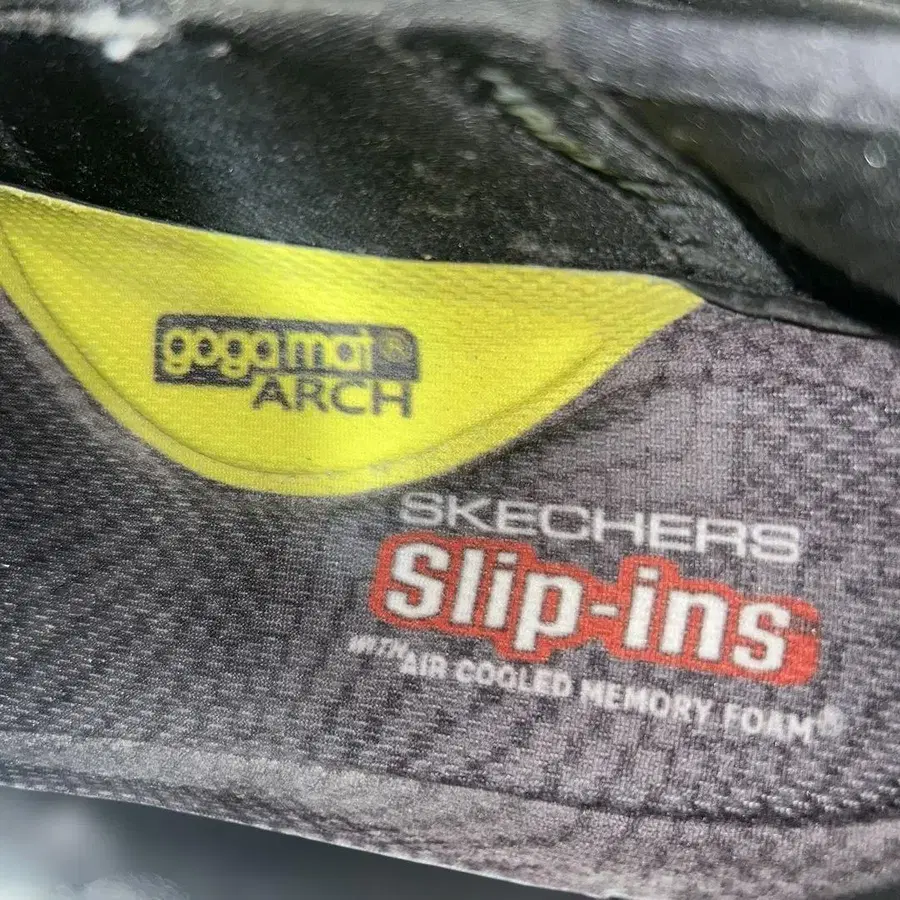 goga mat®
ARCH
SKECHERS
Slip-ins
WITH AIR COOLED MEMORY FOAM®